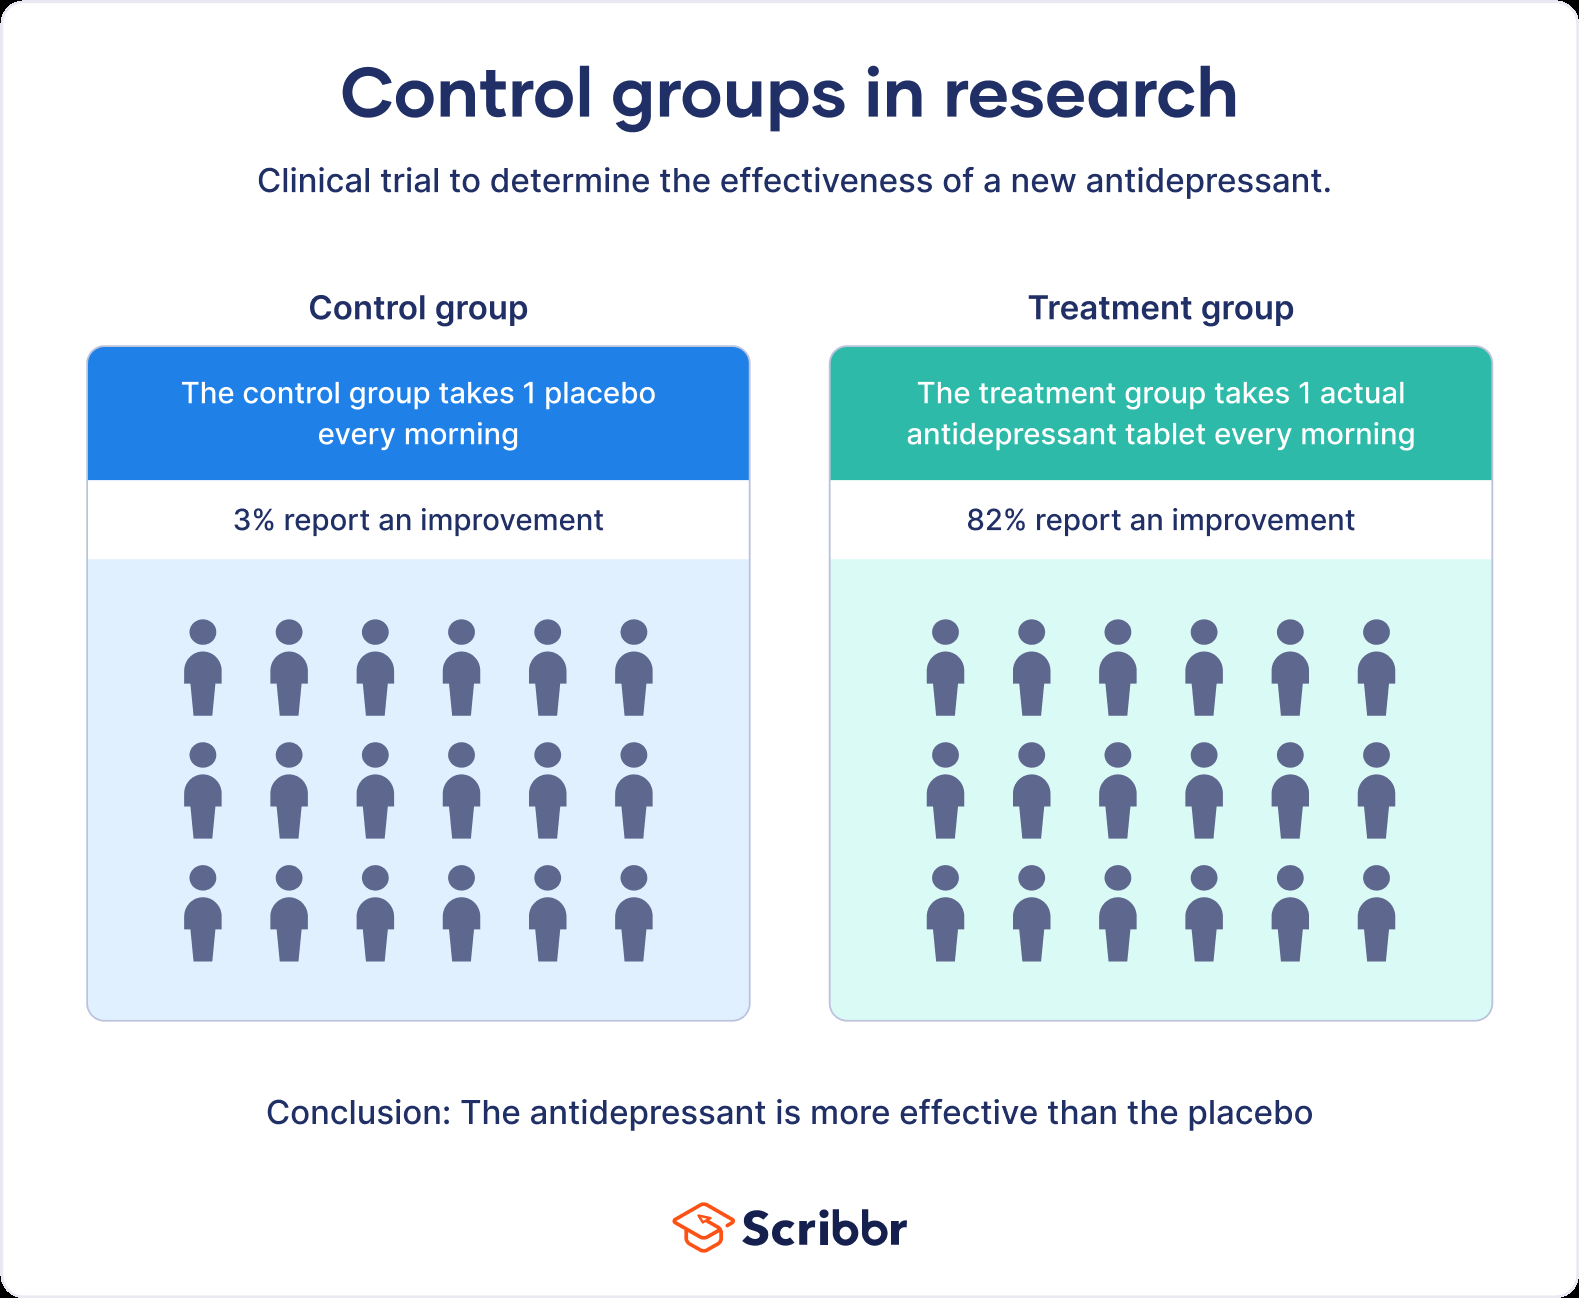 Control groups in research
Clinical trial to determine the effectiveness of a new antidepressant.
Control group
The control group takes 1 placebo
every morning
3% report an improvement
Treatment group
The treatment group takes 1 actual
antidepressant tablet every morning
82% report an improvement
Conclusion: The antidepressant is more effective than the placebo
Scribbr